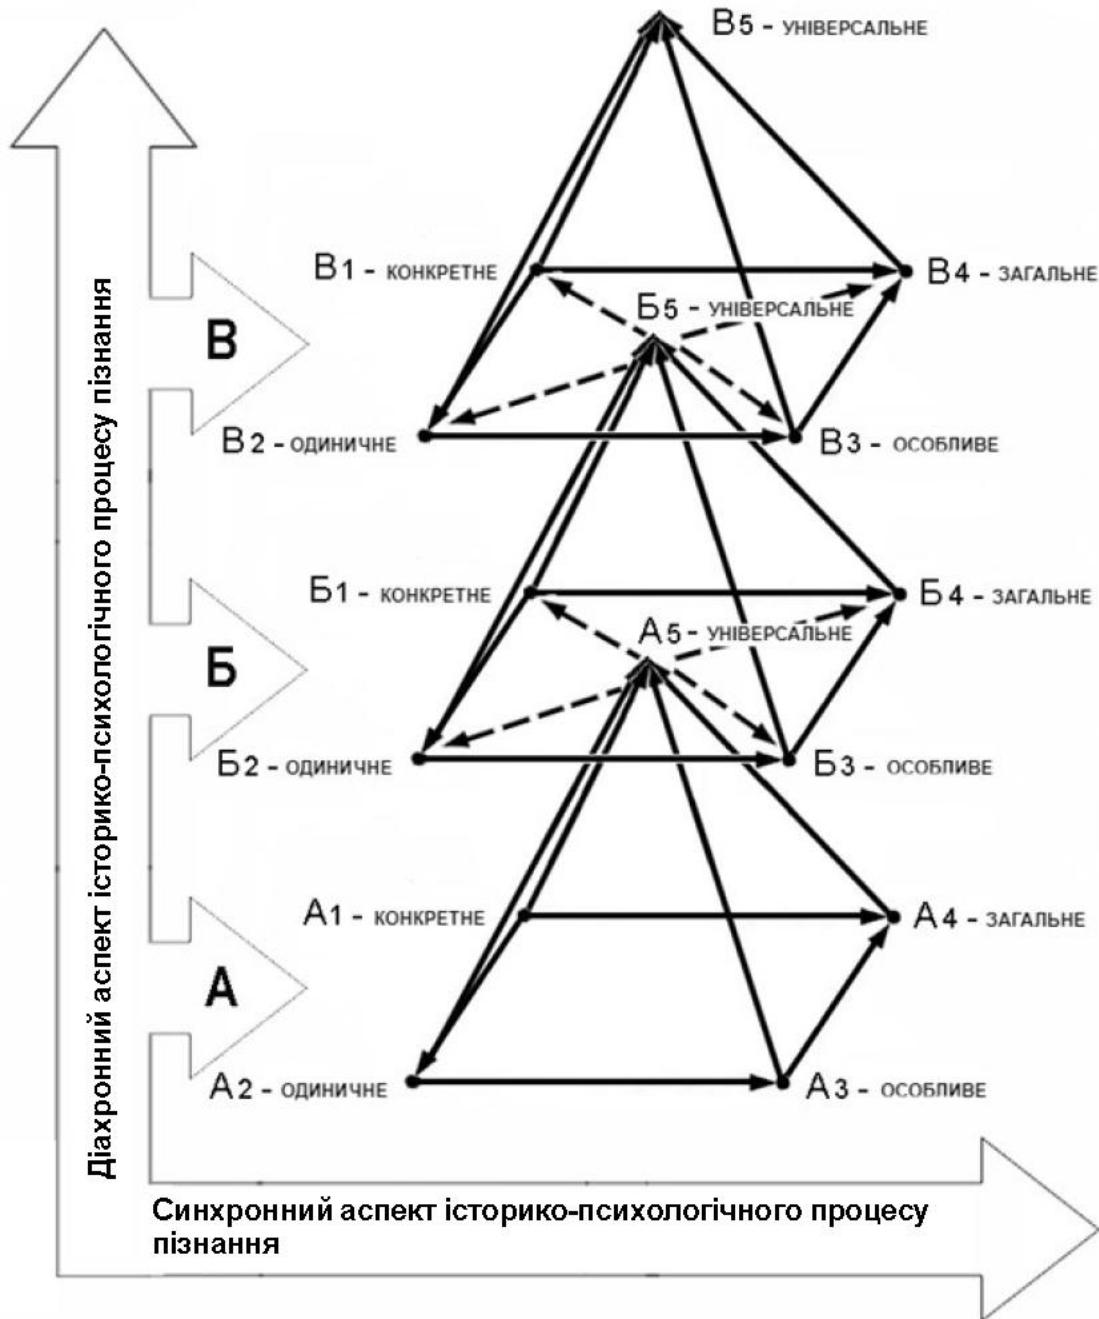 В5 - УНІВЕРСАЛЬНЕ
В1 - КОНКРЕТНЕ
В4 - ЗАГАЛЬНЕ
Б5 - УНІВЕРСАЛЬНЕ
В
В2 - ОДИНИЧНЕ
В3 - ОСОБЛИВЕ
Б1 - КОНКРЕТНЕ
Б4 - ЗАГАЛЬНЕ
А5 - УНІВЕРСАЛЬНЕ
Б
Б2 - ОДИНИЧНЕ
Б3 - ОСОБЛИВЕ
А1 - КОНКРЕТНЕ
А4 - ЗАГАЛЬНЕ
А
А2 - ОДИНИЧНЕ
А3 - ОСОБЛИВЕ
Діахронний аспект історико-психологічного процесу пізнання
Синхронний аспект історико-психологічного процесу
пізнання